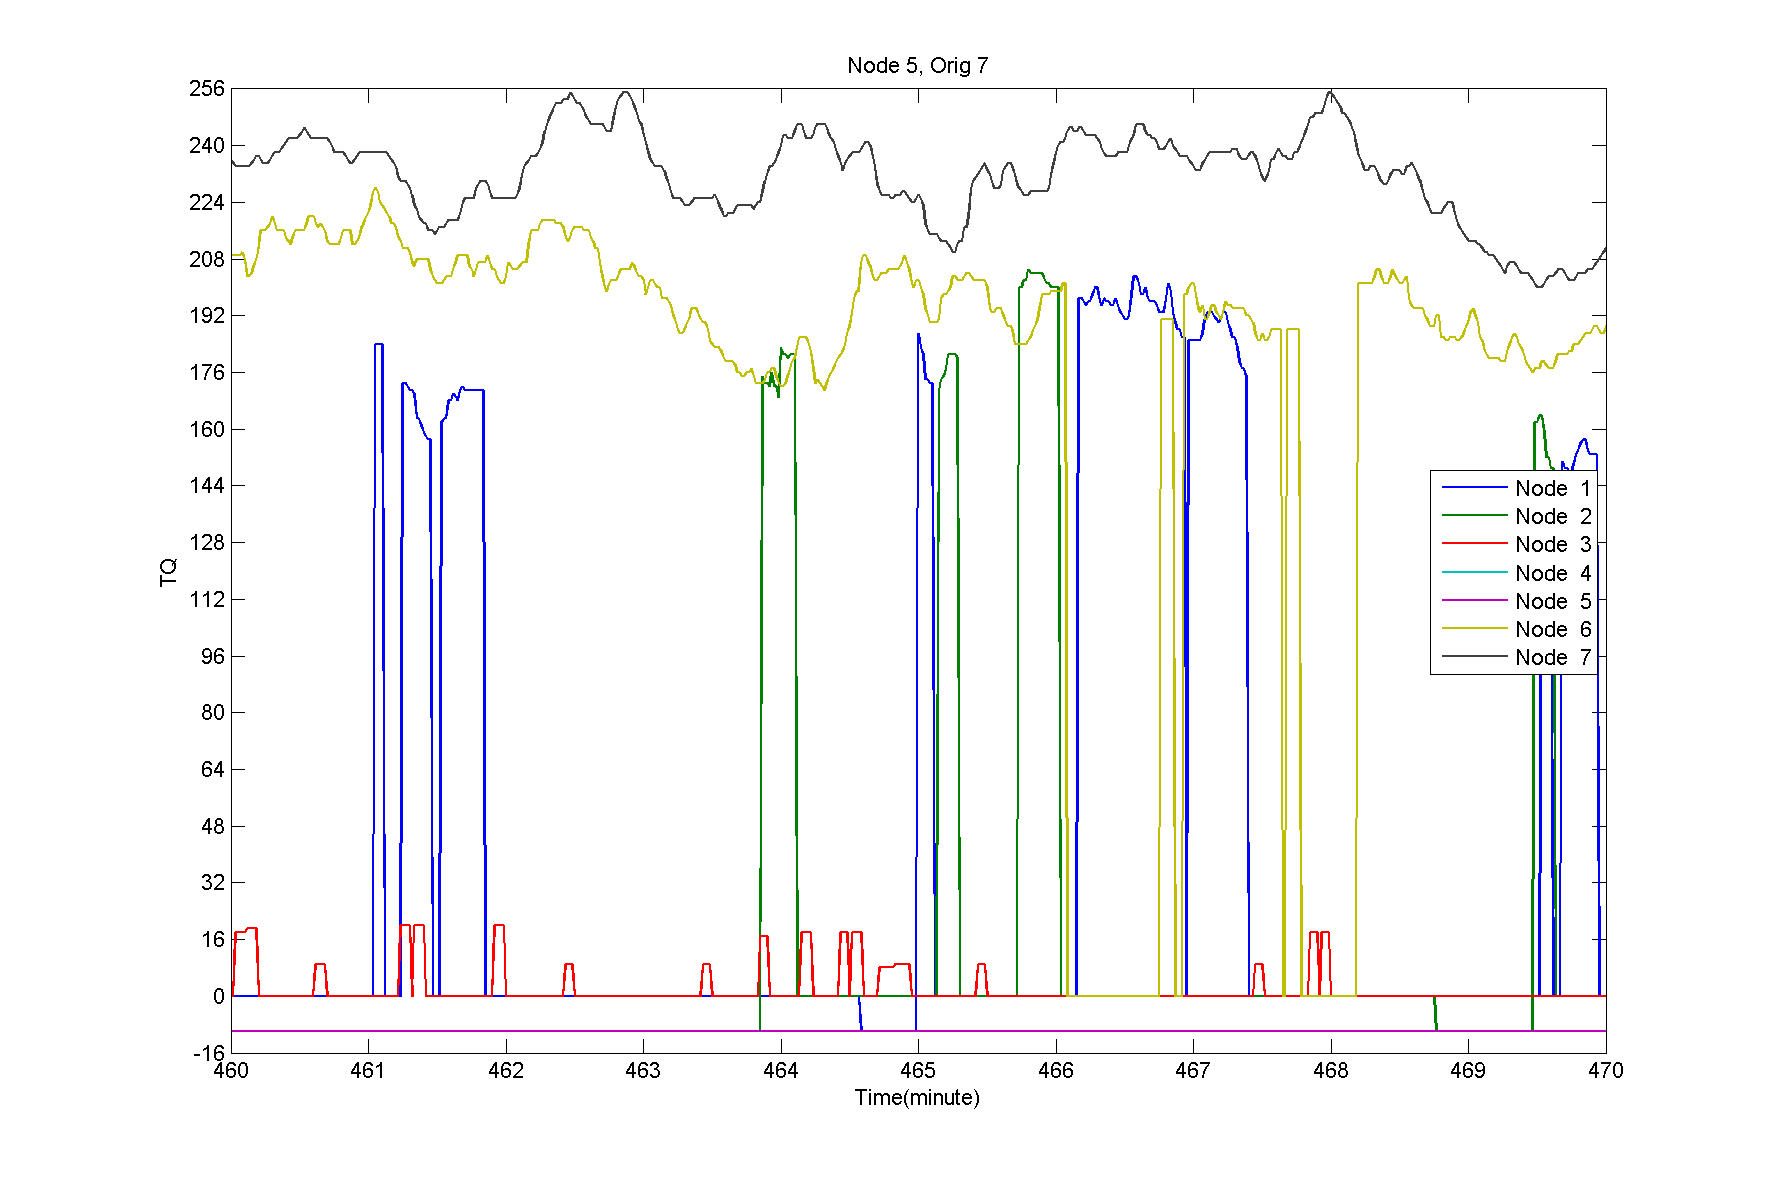 Node 5, Orig 7
256
240
224
208
192
176
160
144
128
112
96
80
64
48
32
16
0
-16
TQ
460 461 462 463 464 465 466 467 468 469 470
Time(minute)
Node 1
Node 2
Node 3
Node 4
Node 5
Node 6
Node 7